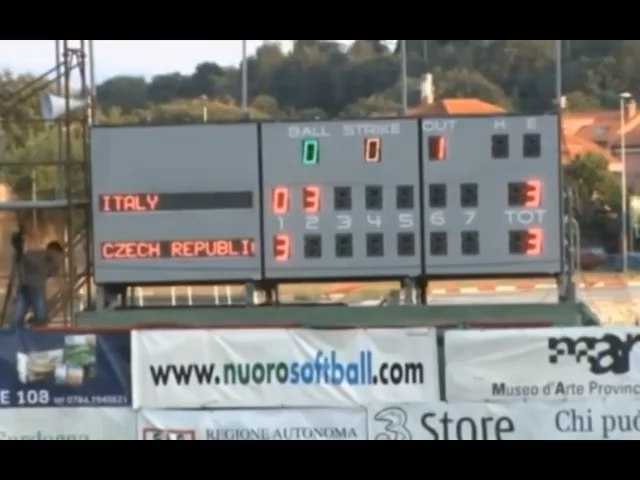 BALL STRIKE OUT H E
0 0 1
ITALY 0 3 3
1 2 3 4 5 6 7 TOT
CZECH REPUBLI 3 3
www.nuorosoftball.com
E 108
Museo d'Arte Provinc
REGIONE AUTONOMA
3 Store
Chi può